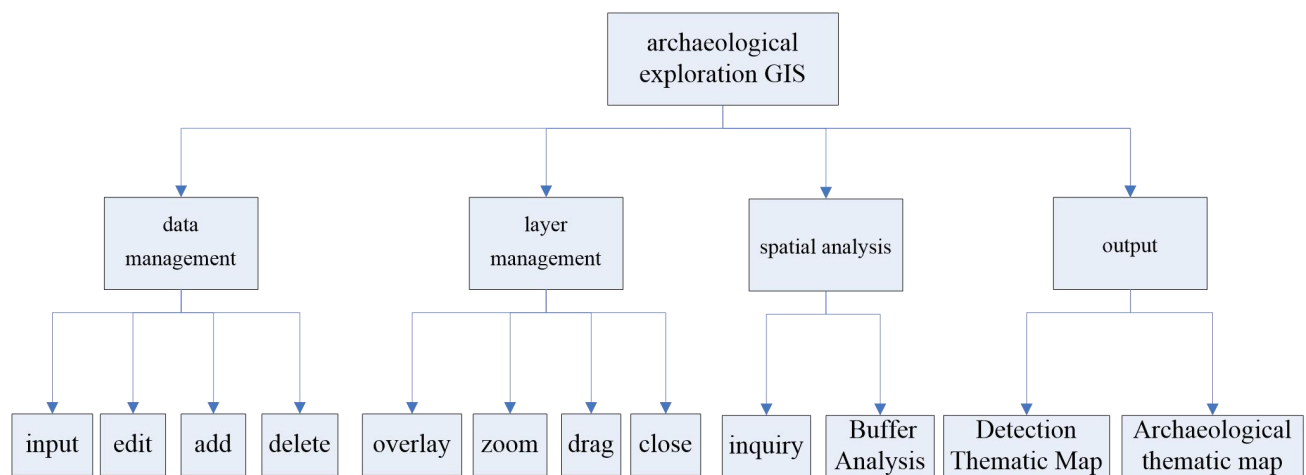 archaeological
exploration GIS
data
management
layer
management
spatial analysis
output
input
edit
add
delete
overlay
zoom
drag
close
inquiry
Buffer
Analysis
Detection
Thematic Map
Archaeological
thematic map